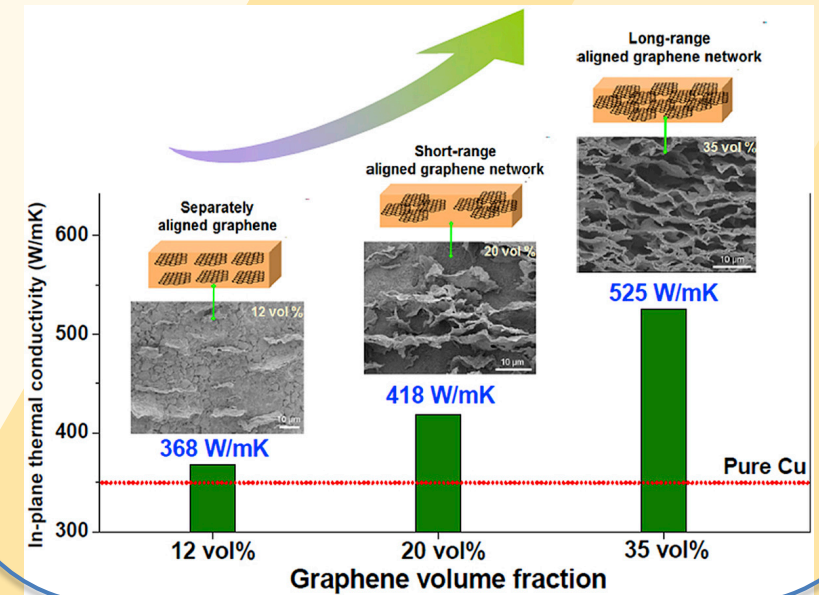 Long-range
aligned graphene network
35 vol %
10 μm
525 W/mK
Short-range
aligned graphene network
20 vol %
10 μm
418 W/mK
Separately
aligned graphene
12 vol %
10 μm
368 W/mK
In-plane thermal conductivity (W/mK)
600
500
400
300
Pure Cu
12 vol%
20 vol%
35 vol%
Graphene volume fraction